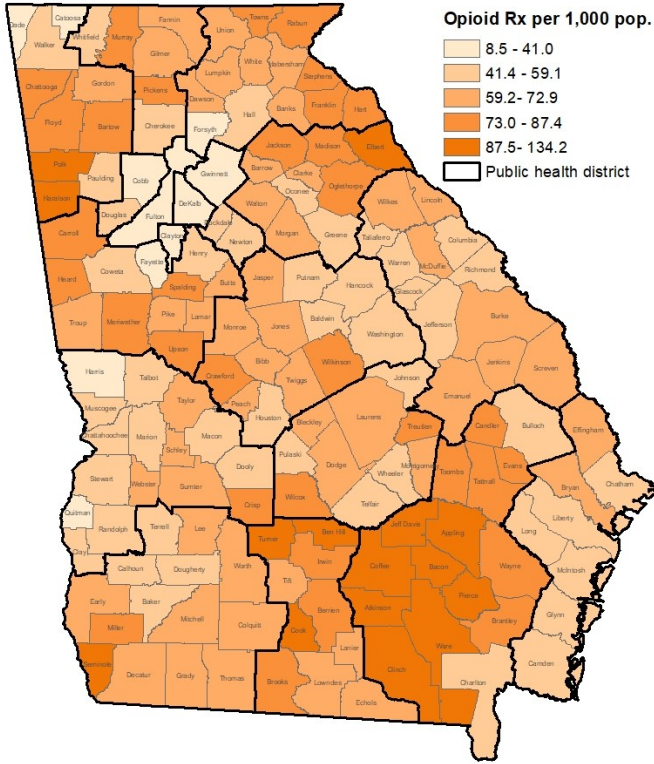 Opioid Rx per 1,000 pop.
8.5 - 41.0
41.4 - 59.1
59.2- 72.9
73.0 - 87.4
87.5- 134.2
Public health district
Dade
Catoosa
Whitfield
Murray
Fannin
Union
Towns
Rabun
Walker
Gilmer
Lumpkin
White
Habersham
Stephens
Chattooga
Gordon
Pickens
Dawson
Banks
Franklin
Hart
Hall
Floyd
Bartow
Cherokee
Forsyth
Jackson
Madison
Elbert
Polk
Paulding
Cobb
Gwinnett
Barrow
Clarke
Oglethorpe
Oconee
Haralson
Douglas
Fulton
DeKalb
Walton
Wilkes
Lincoln
Carroll
Clayton
Rockdale
Newton
Morgan
Greene
Taliaferro
Columbia
Fayette
Henry
Warren
McDuffie
Richmond
Heard
Coweta
Spalding
Butts
Jasper
Putnam
Hancock
Glascock
Troup
Meriwether
Pike
Lamar
Monroe
Jones
Baldwin
Jefferson
Burke
Upson
Washington
Harris
Talbot
Crawford
Bibb
Wilkinson
Jenkins
Screven
Twiggs
Johnson
Muscogee
Taylor
Peach
Houston
Emanuel
Chattahoochee
Marion
Macon
Bleckley
Laurens
Treutlen
Candler
Bulloch
Effingham
Schley
Pulaski
Dodge
Montgomery
Stewart
Webster
Sumter
Dooly
Wheeler
Toombs
Tattnall
Evans
Bryan
Chatham
Crisp
Wilcox
Telfair
Quitman
Randolph
Terrell
Lee
Turner
Ben Hill
Jeff Davis
Appling
Long
Liberty
Clay
Calhoun
Dougherty
Worth
Irwin
Tift
Coffee
Bacon
Wayne
McIntosh
Early
Baker
Mitchell
Berrien
Atkinson
Pierce
Miller
Colquitt
Cook
Brantley
Glynn
Lanier
Ware
Seminole
Decatur
Grady
Thomas
Brooks
Lowndes
Clinch
Charlton
Camden
Echols